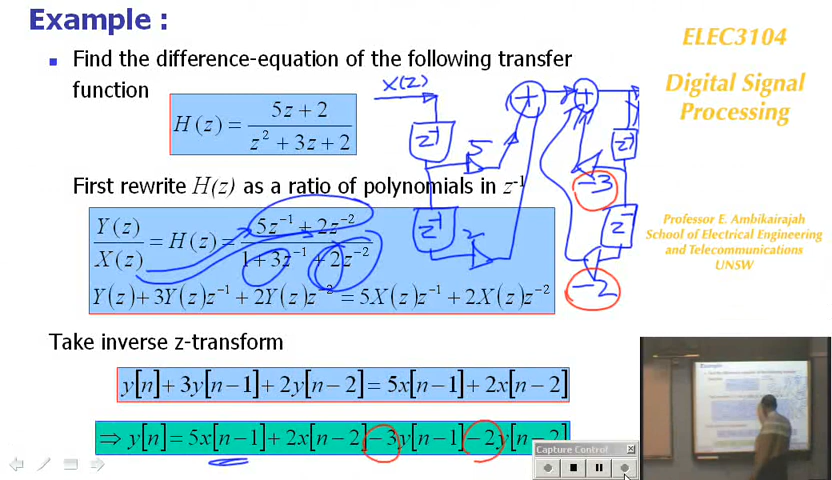 Example :
Find the difference-equation of the following transfer
function
H(z) = (5z + 2) / (z² + 3z + 2)
First rewrite H(z) as a ratio of polynomials in z⁻¹
Y(z)/X(z) = H(z) = (5z⁻¹ + 2z⁻²) / (1 + 3z⁻¹ + 2z⁻²)
Y(z) + 3Y(z)z⁻¹ + 2Y(z)z⁻² = 5X(z)z⁻¹ + 2X(z)z⁻²
Take inverse z-transform
y[n] + 3y[n−1] + 2y[n−2] = 5x[n−1] + 2x[n−2]
⇒ y[n] = 5x[n−1] + 2x[n−2] − 3y[n−1] − 2y[n−2]
X(z)
+
+
z⁻¹
5
z⁻¹
−3
z⁻¹
2
z⁻¹
−2
ELEC3104
Digital Signal
Processing
Professor E. Ambikairajah
School of Electrical Engineering
and Telecommunications
UNSW
Example :
Capture Control